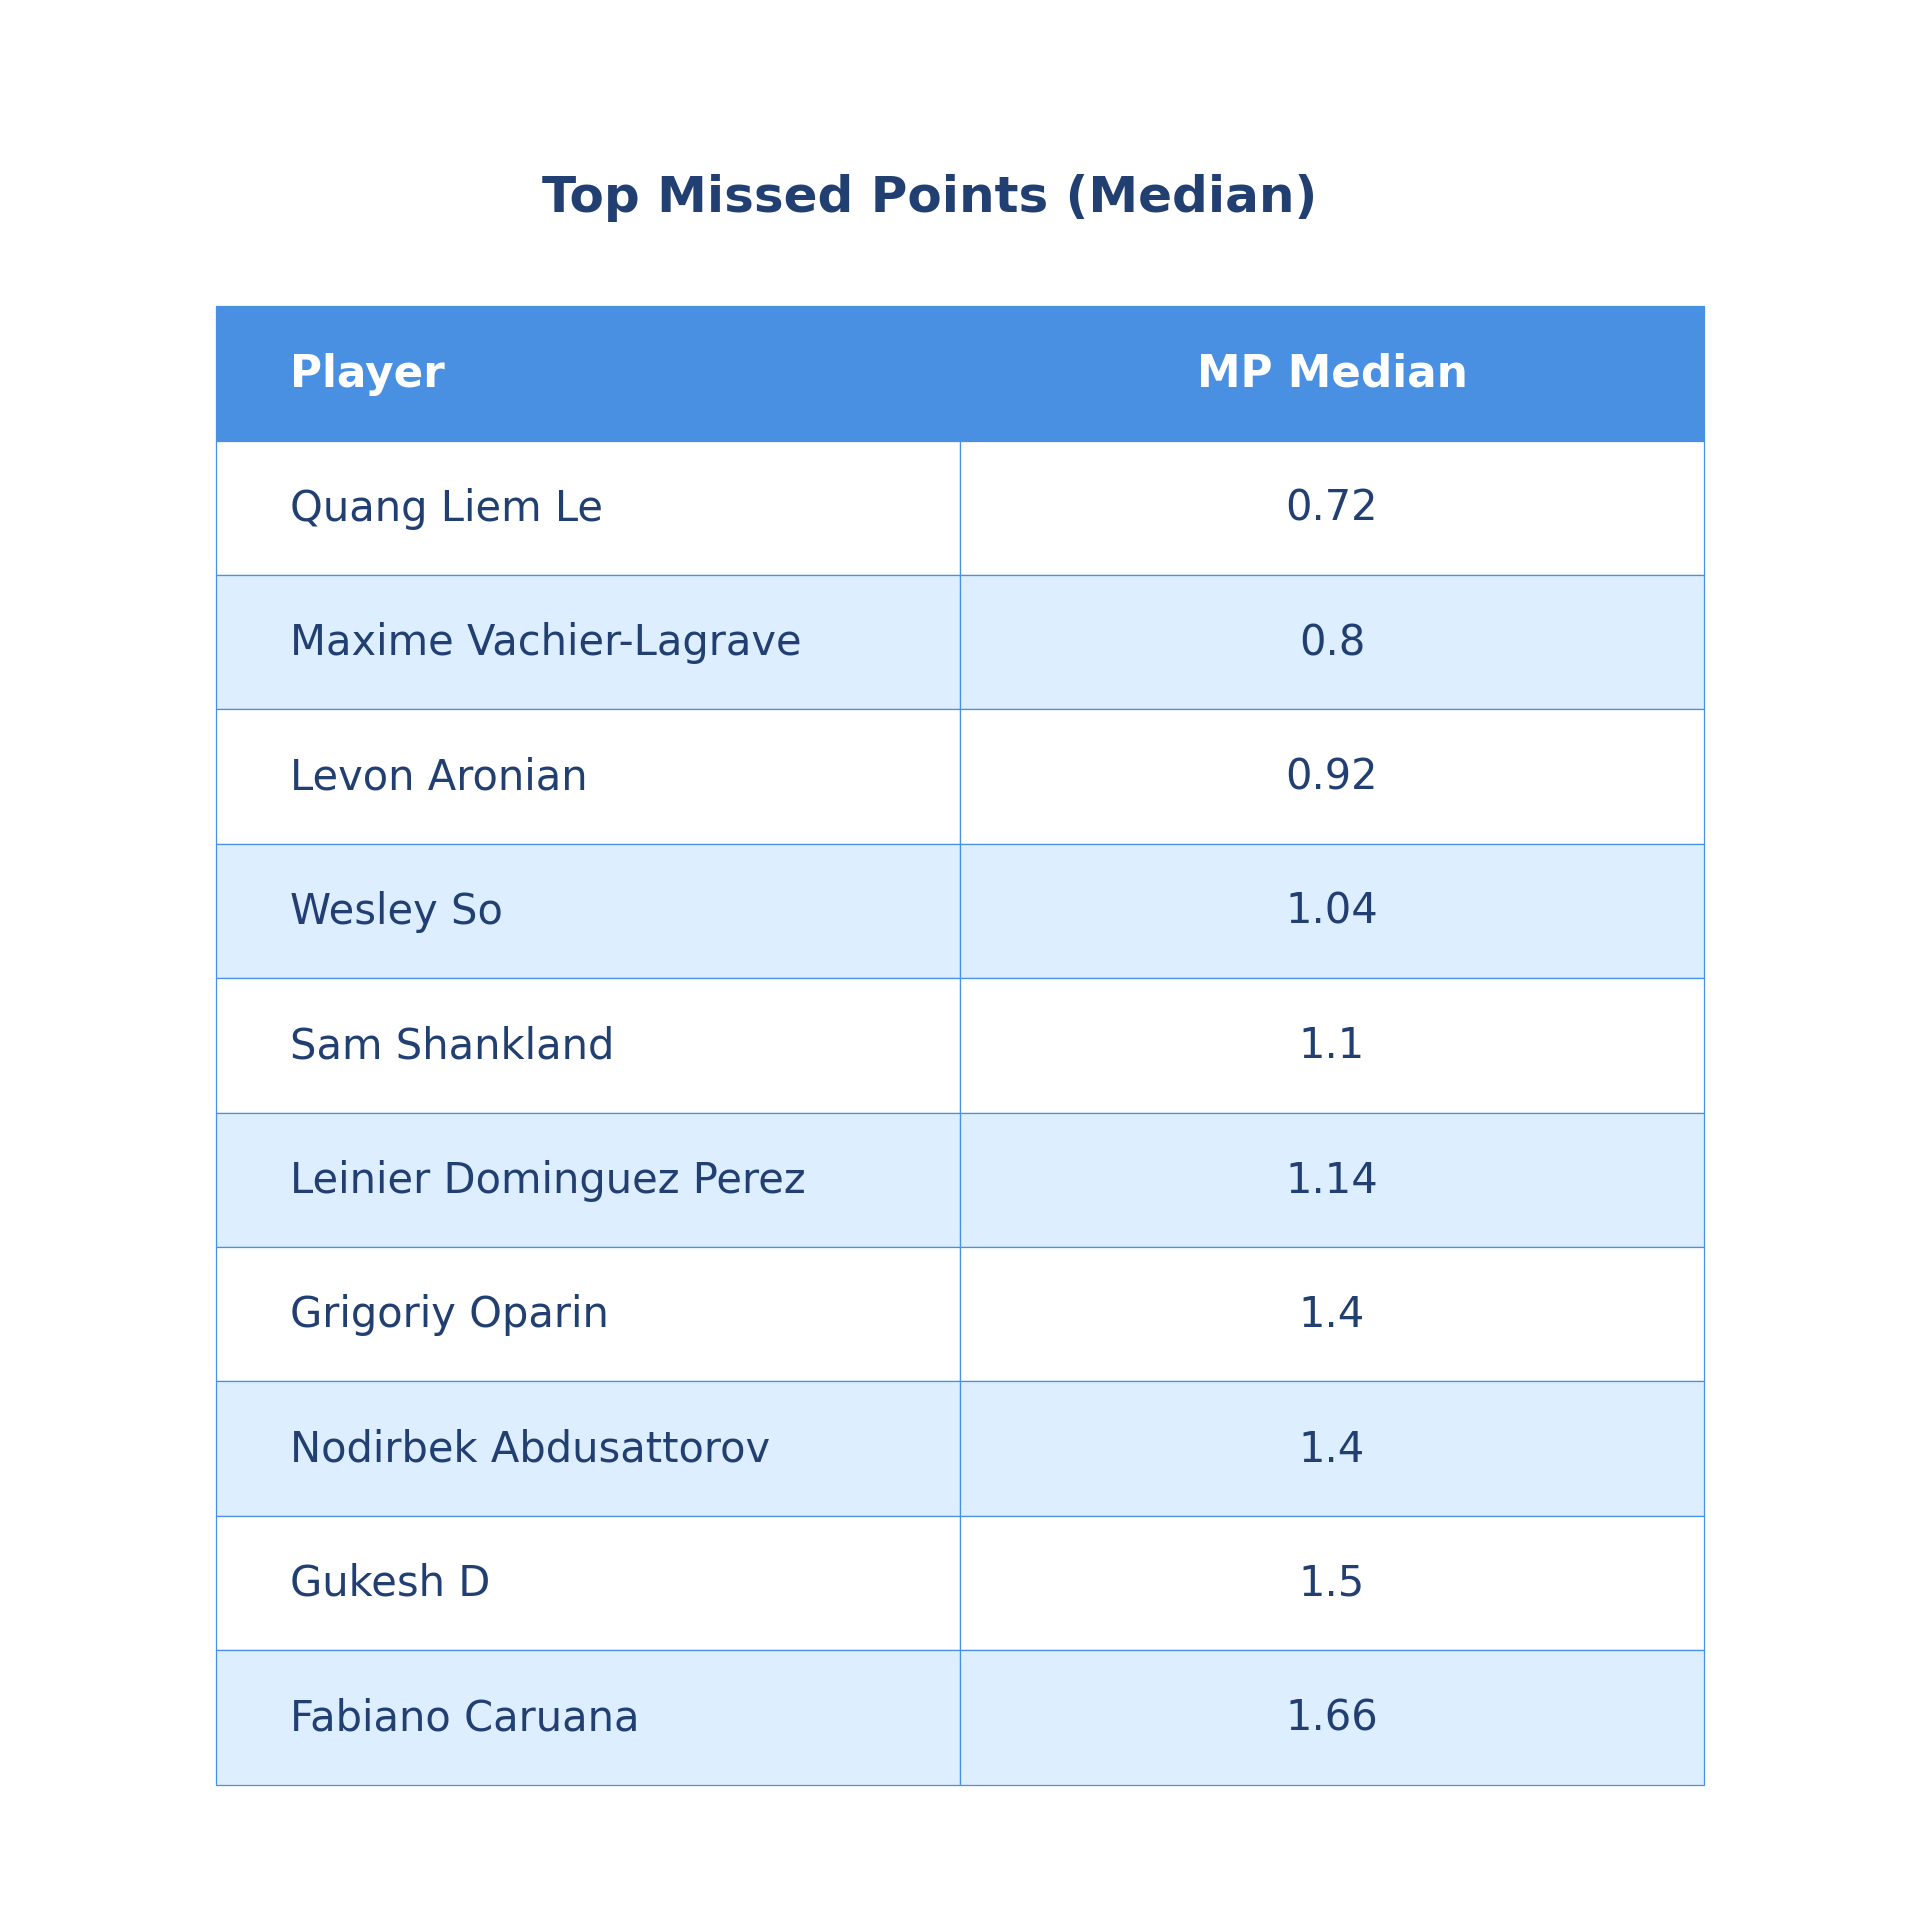 Top Missed Points (Median)
Player MP Median
Quang Liem Le 0.72
Maxime Vachier-Lagrave 0.8
Levon Aronian 0.92
Wesley So 1.04
Sam Shankland 1.1
Leinier Dominguez Perez 1.14
Grigoriy Oparin 1.4
Nodirbek Abdusattorov 1.4
Gukesh D 1.5
Fabiano Caruana 1.66